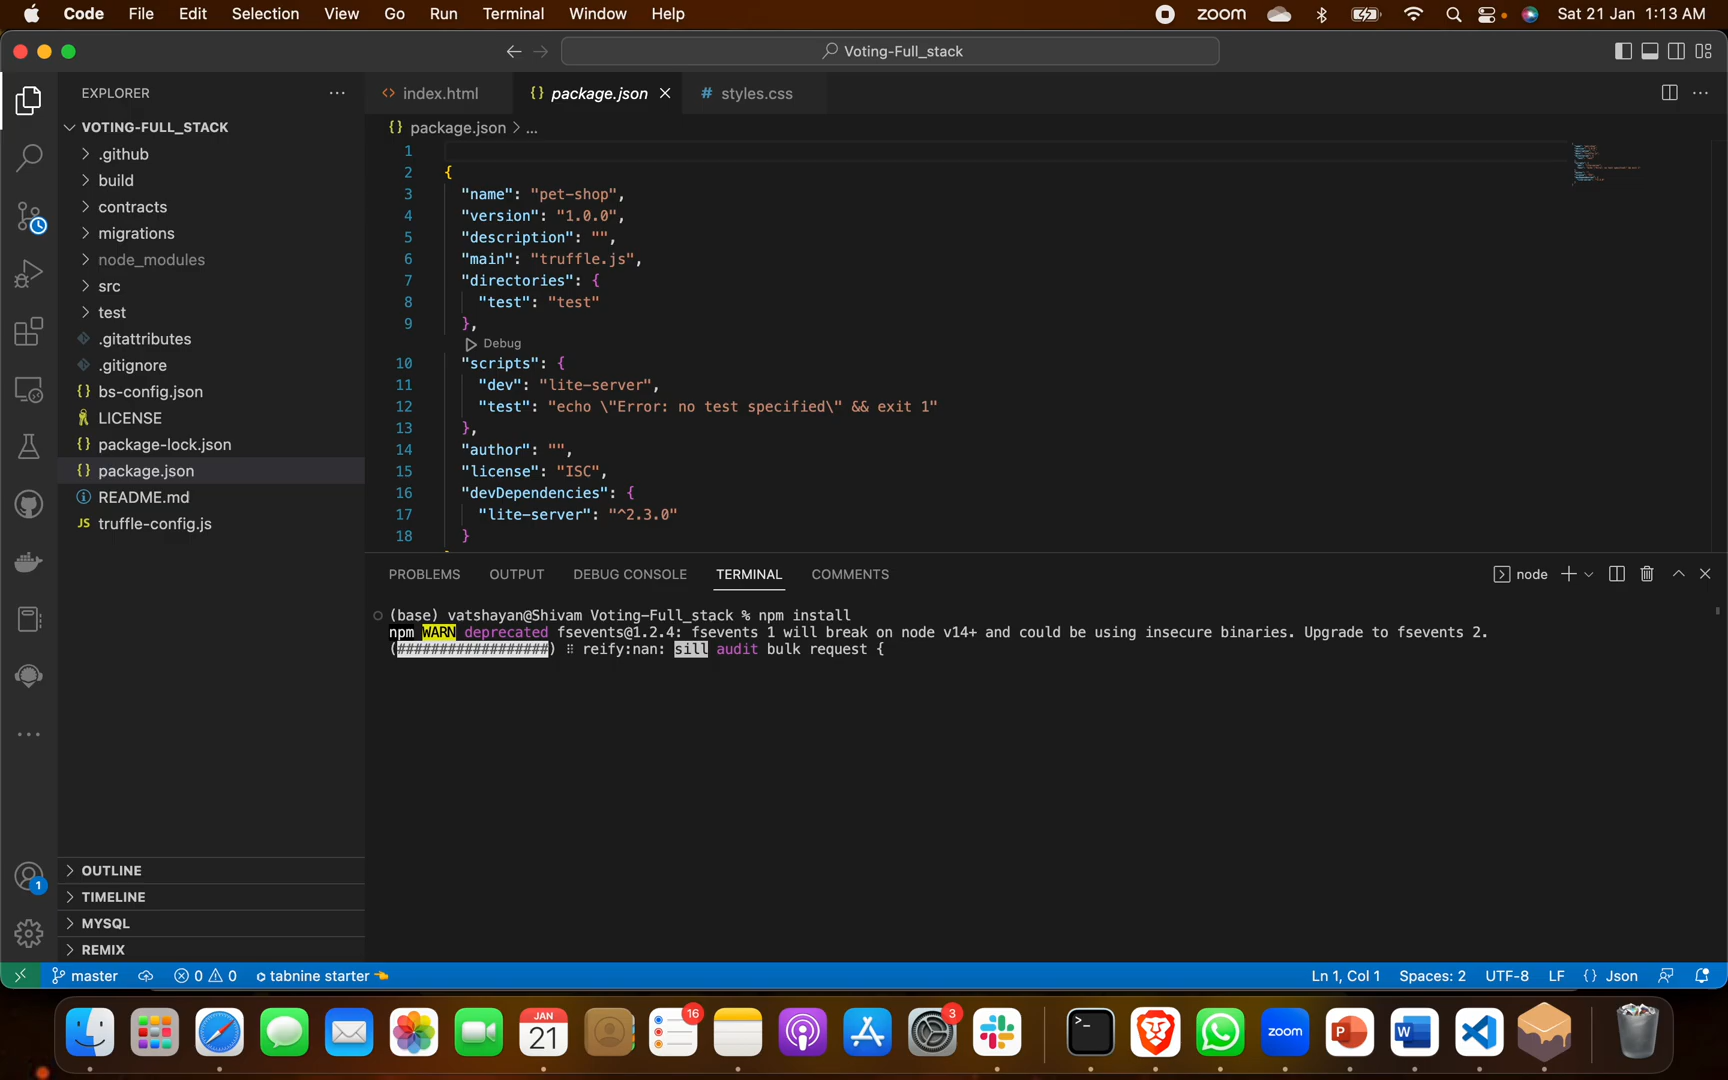 Code File Edit Selection View Go Run Terminal Window Help zoom Sat 21 Jan 1:13 AM
Voting-Full_stack
EXPLORER
VOTING-FULL_STACK
.github
build
contracts
migrations
node_modules
src
test
.gitattributes
.gitignore
{} bs-config.json
LICENSE
{} package-lock.json
{} package.json
README.md
JS truffle-config.js
OUTLINE
TIMELINE
MYSQL
REMIX
<> index.html {} package.json # styles.css
{} package.json > ...
1
2 {
3 "name": "pet-shop",
4 "version": "1.0.0",
5 "description": "",
6 "main": "truffle.js",
7 "directories": {
8 "test": "test"
9 },
Debug
10 "scripts": {
11 "dev": "lite-server",
12 "test": "echo \"Error: no test specified\" && exit 1"
13 },
14 "author": "",
15 "license": "ISC",
16 "devDependencies": {
17 "lite-server": "^2.3.0"
18 }
PROBLEMS OUTPUT DEBUG CONSOLE TERMINAL COMMENTS node
(base) vatshayan@Shivam Voting-Full_stack % npm install
npm WARN deprecated fsevents@1.2.4: fsevents 1 will break on node v14+ and could be using insecure binaries. Upgrade to fsevents 2.
(##################) ⠸ reify:nan: sill audit bulk request {
1
master 0 0 tabnine starter Ln 1, Col 1 Spaces: 2 UTF-8 LF {} Json
JAN
21
16
3
zoom
P
W